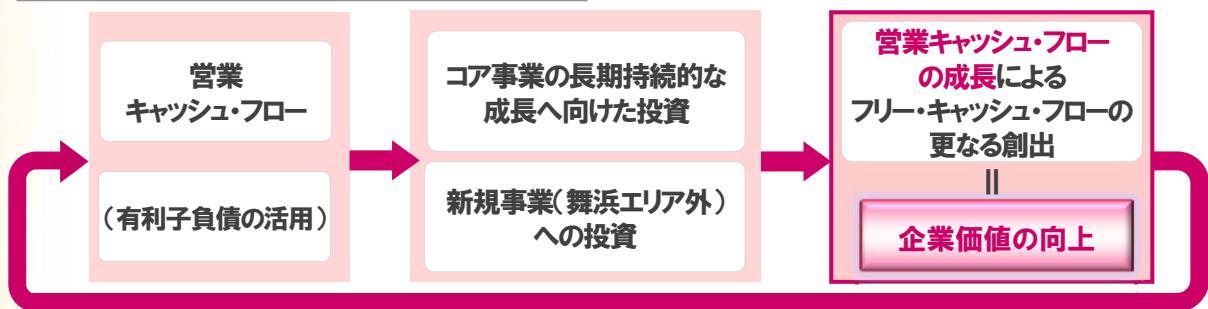 営業
キャッシュ・フロー
（有利子負債の活用）
コア事業の長期持続的な
成長へ向けた投資
新規事業（舞浜エリア外）
への投資
営業キャッシュ・フロー
の成長による
フリー・キャッシュ・フローの
更なる創出
＝
企業価値の向上